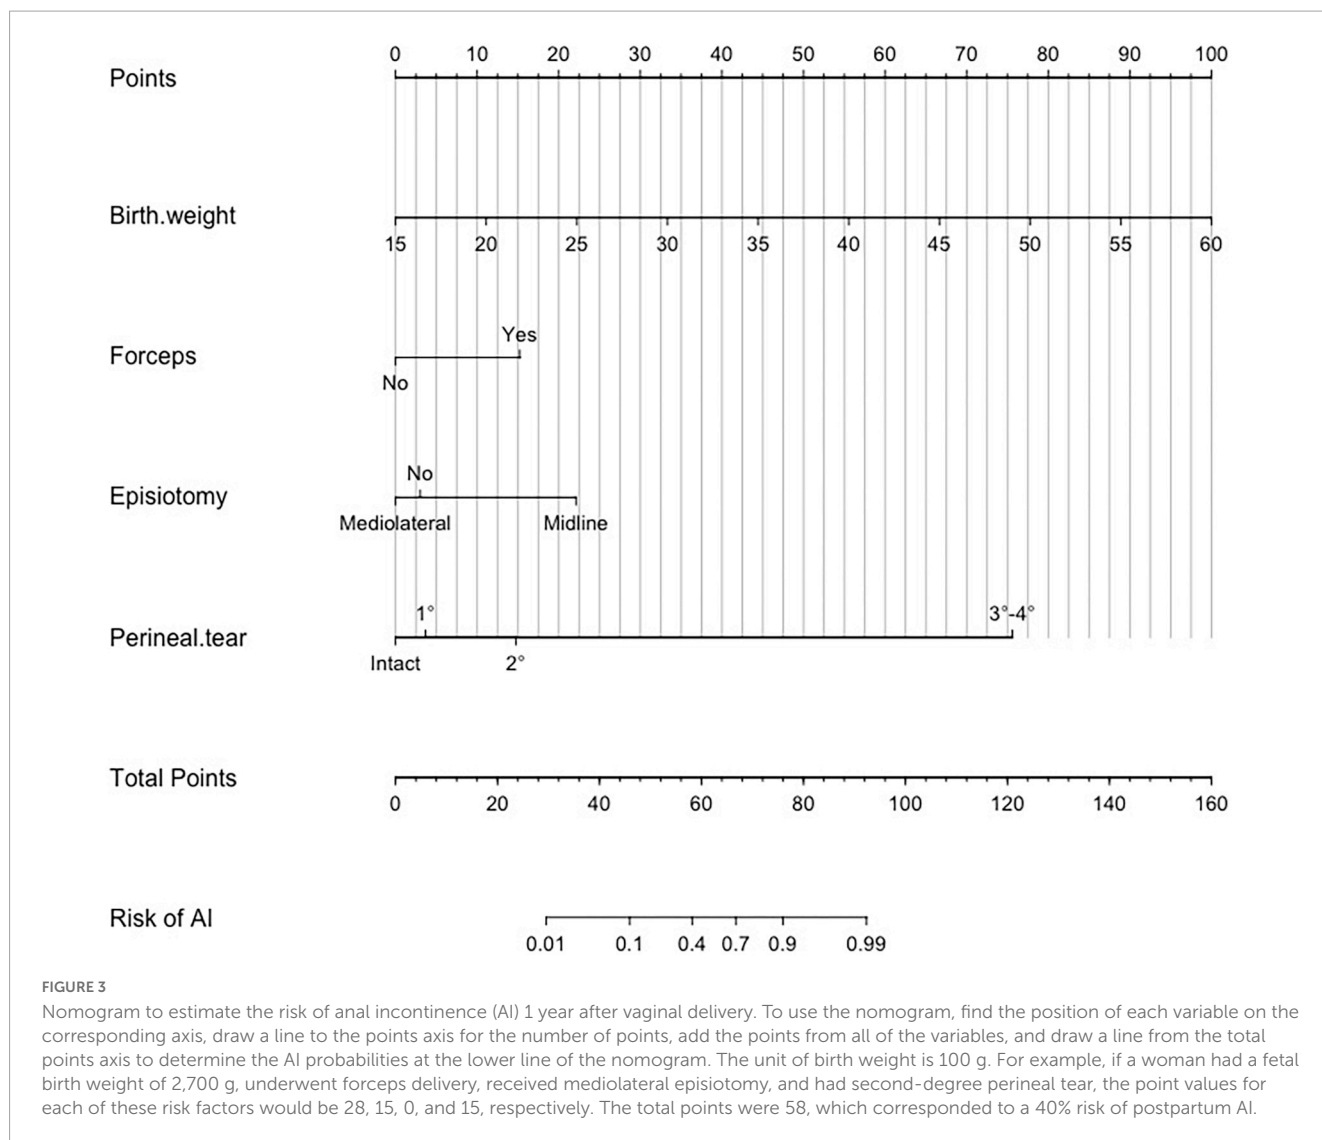 Points
0 10 20 30 40 50 60 70 80 90 100
Birth.weight
15 20 25 30 35 40 45 50 55 60
Forceps
Yes
No
Episiotomy
No
Mediolateral Midline
Perineal.tear
1° 3°-4°
Intact 2°
Total Points
0 20 40 60 80 100 120 140 160
Risk of AI
0.01 0.1 0.4 0.7 0.9 0.99
FIGURE 3
Nomogram to estimate the risk of anal incontinence (AI) 1 year after vaginal delivery. To use the nomogram, find the position of each variable on the
corresponding axis, draw a line to the points axis for the number of points, add the points from all of the variables, and draw a line from the total
points axis to determine the AI probabilities at the lower line of the nomogram. The unit of birth weight is 100 g. For example, if a woman had a fetal
birth weight of 2,700 g, underwent forceps delivery, received mediolateral episiotomy, and had second-degree perineal tear, the point values for
each of these risk factors would be 28, 15, 0, and 15, respectively. The total points were 58, which corresponded to a 40% risk of postpartum AI.